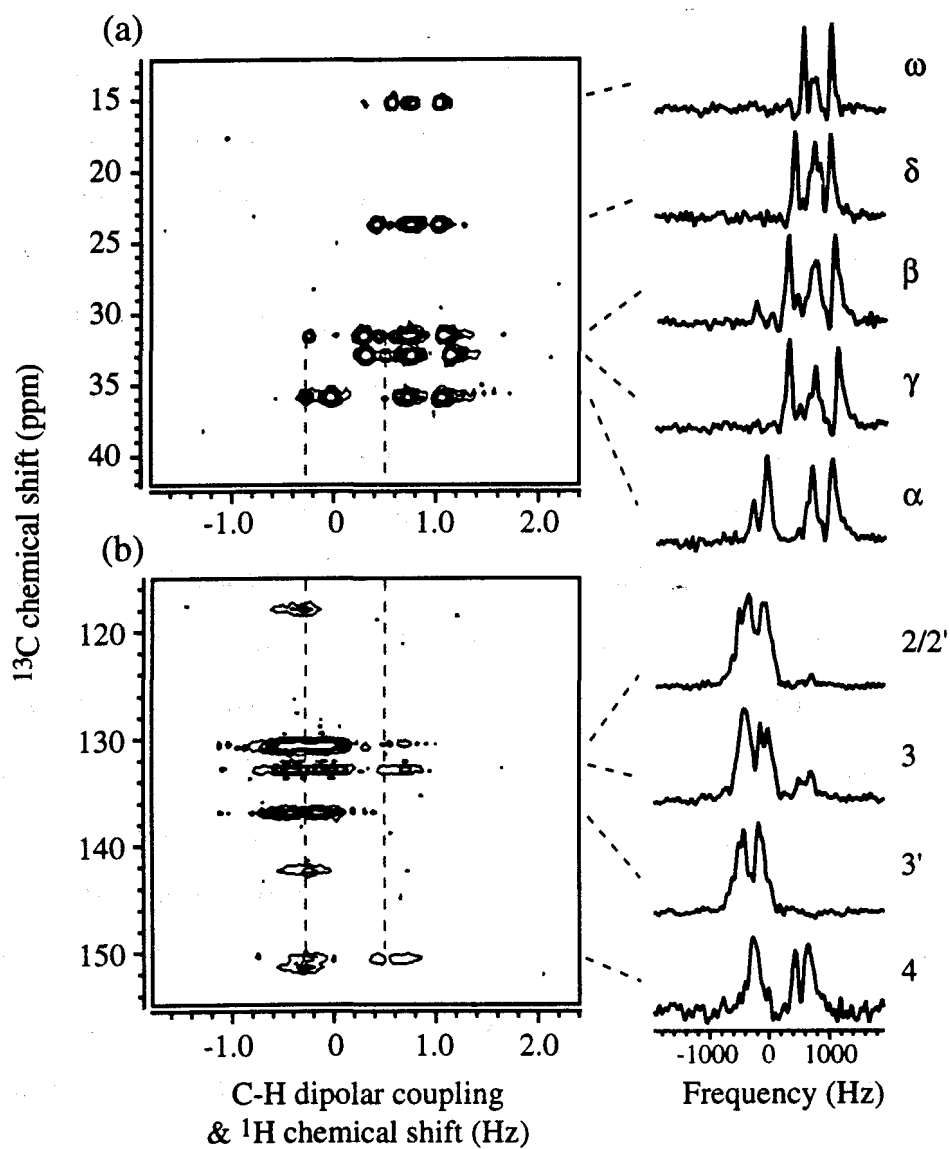 (a)
15
20
25
30
35
40
-1.0 0 1.0 2.0
(b)
120
130
140
150
-1.0 0 1.0 2.0
13C chemical shift (ppm)
C-H dipolar coupling
& 1H chemical shift (Hz)
ω
δ
β
γ
α
2/2'
3
3'
4
-1000 0 1000
Frequency (Hz)